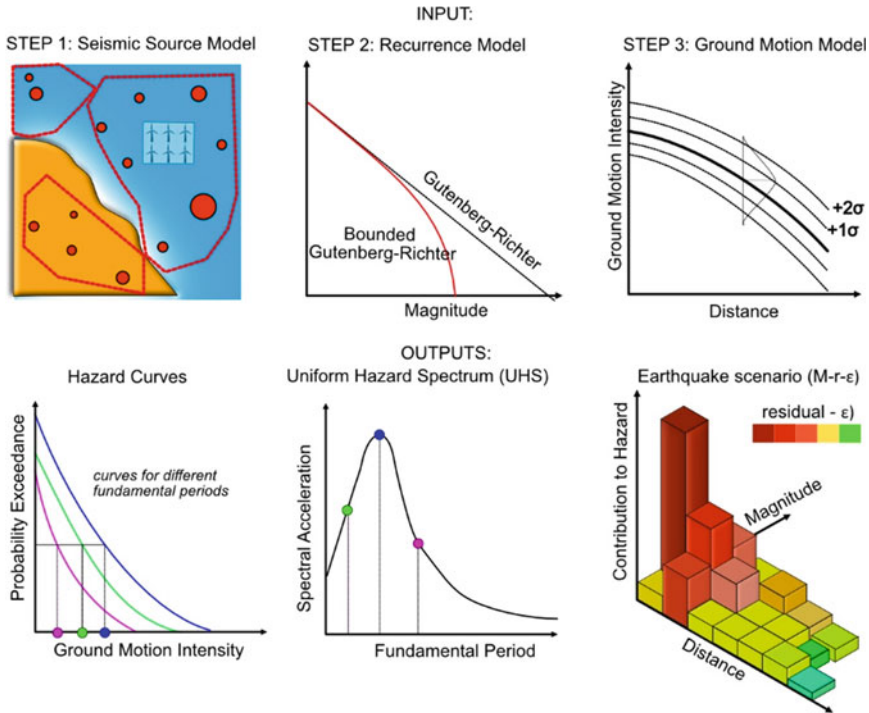 INPUT:
STEP 1: Seismic Source Model
STEP 2: Recurrence Model
STEP 3: Ground Motion Model
Gutenberg-Richter
Bounded
Gutenberg-Richter
Magnitude
Ground Motion Intensity
+2σ
+1σ
Distance
OUTPUTS:
Hazard Curves
Uniform Hazard Spectrum (UHS)
Earthquake scenario (M-r-ε)
Probability Exceedance
curves for different
fundamental periods
Ground Motion Intensity
Spectral Acceleration
Fundamental Period
Contribution to Hazard
residual - ε)
Magnitude
Distance